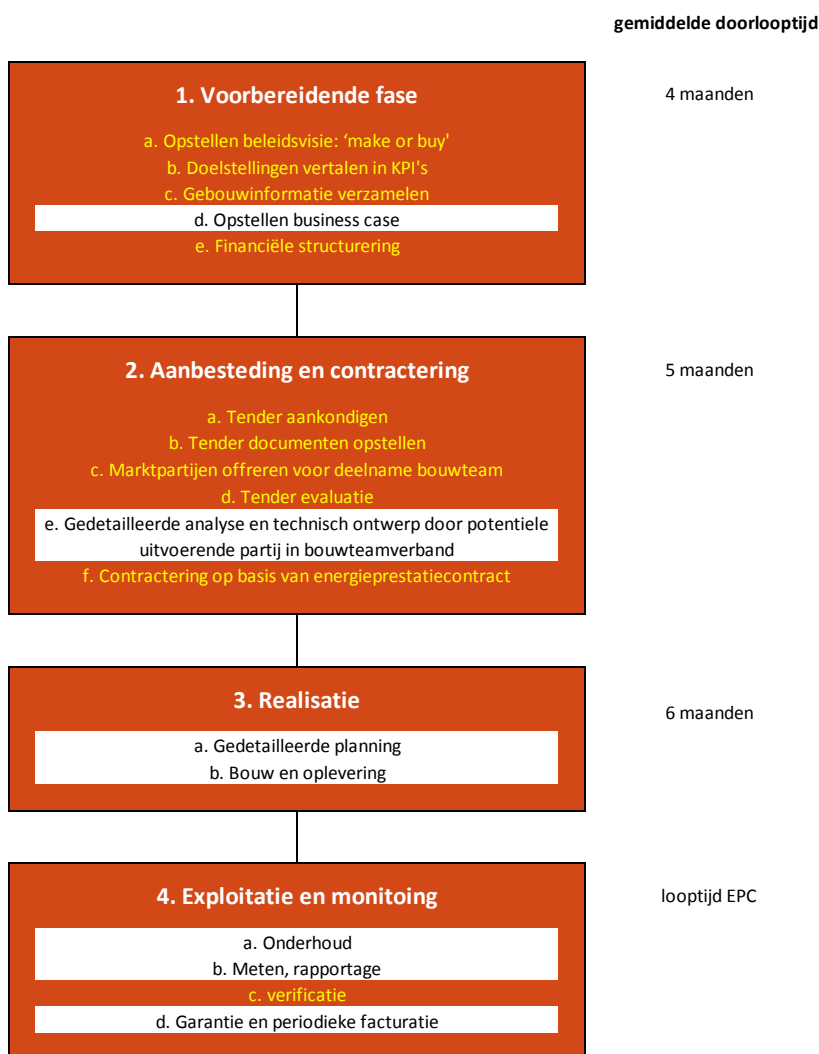 gemiddelde doorlooptijd
1. Voorbereidende fase
4 maanden
a. Opstellen beleidsvisie: ‘make or buy'
b. Doelstellingen vertalen in KPI's
c. Gebouwinformatie verzamelen
d. Opstellen business case
e. Financiële structurering
2. Aanbesteding en contractering
5 maanden
a. Tender aankondigen
b. Tender documenten opstellen
c. Marktpartijen offreren voor deelname bouwteam
d. Tender evaluatie
e. Gedetailleerde analyse en technisch ontwerp door potentiele
uitvoerende partij in bouwteamverband
f. Contractering op basis van energieprestatiecontract
3. Realisatie
6 maanden
a. Gedetailleerde planning
b. Bouw en oplevering
4. Exploitatie en monitoing
looptijd EPC
a. Onderhoud
b. Meten, rapportage
c. verificatie
d. Garantie en periodieke facturatie